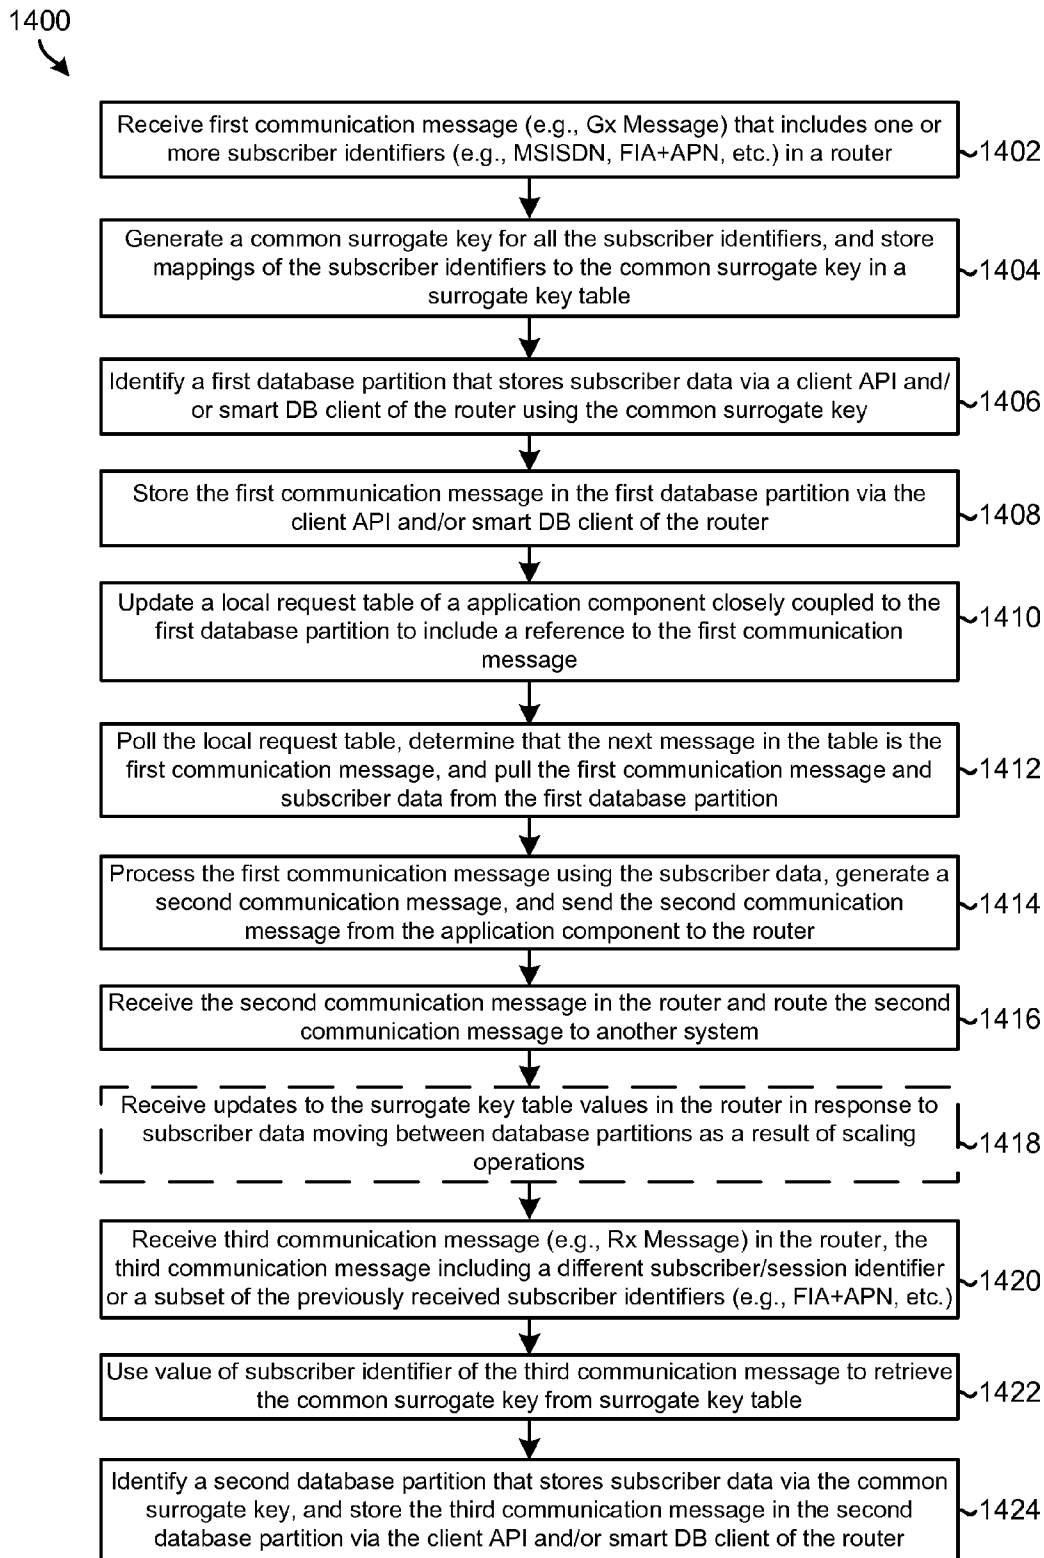 1400
Receive first communication message (e.g., Gx Message) that includes one or
more subscriber identifiers (e.g., MSISDN, FIA+APN, etc.) in a router
1402
Generate a common surrogate key for all the subscriber identifiers, and store
mappings of the subscriber identifiers to the common surrogate key in a
surrogate key table
1404
Identify a first database partition that stores subscriber data via a client API and/
or smart DB client of the router using the common surrogate key
1406
Store the first communication message in the first database partition via the
client API and/or smart DB client of the router
1408
Update a local request table of a application component closely coupled to the
first database partition to include a reference to the first communication
message
1410
Poll the local request table, determine that the next message in the table is the
first communication message, and pull the first communication message and
subscriber data from the first database partition
1412
Process the first communication message using the subscriber data, generate a
second communication message, and send the second communication
message from the application component to the router
1414
Receive the second communication message in the router and route the second
communication message to another system
1416
Receive updates to the surrogate key table values in the router in response to
subscriber data moving between database partitions as a result of scaling
operations
1418
Receive third communication message (e.g., Rx Message) in the router, the
third communication message including a different subscriber/session identifier
or a subset of the previously received subscriber identifiers (e.g., FIA+APN, etc.)
1420
Use value of subscriber identifier of the third communication message to retrieve
the common surrogate key from surrogate key table
1422
Identify a second database partition that stores subscriber data via the common
surrogate key, and store the third communication message in the second
database partition via the client API and/or smart DB client of the router
1424